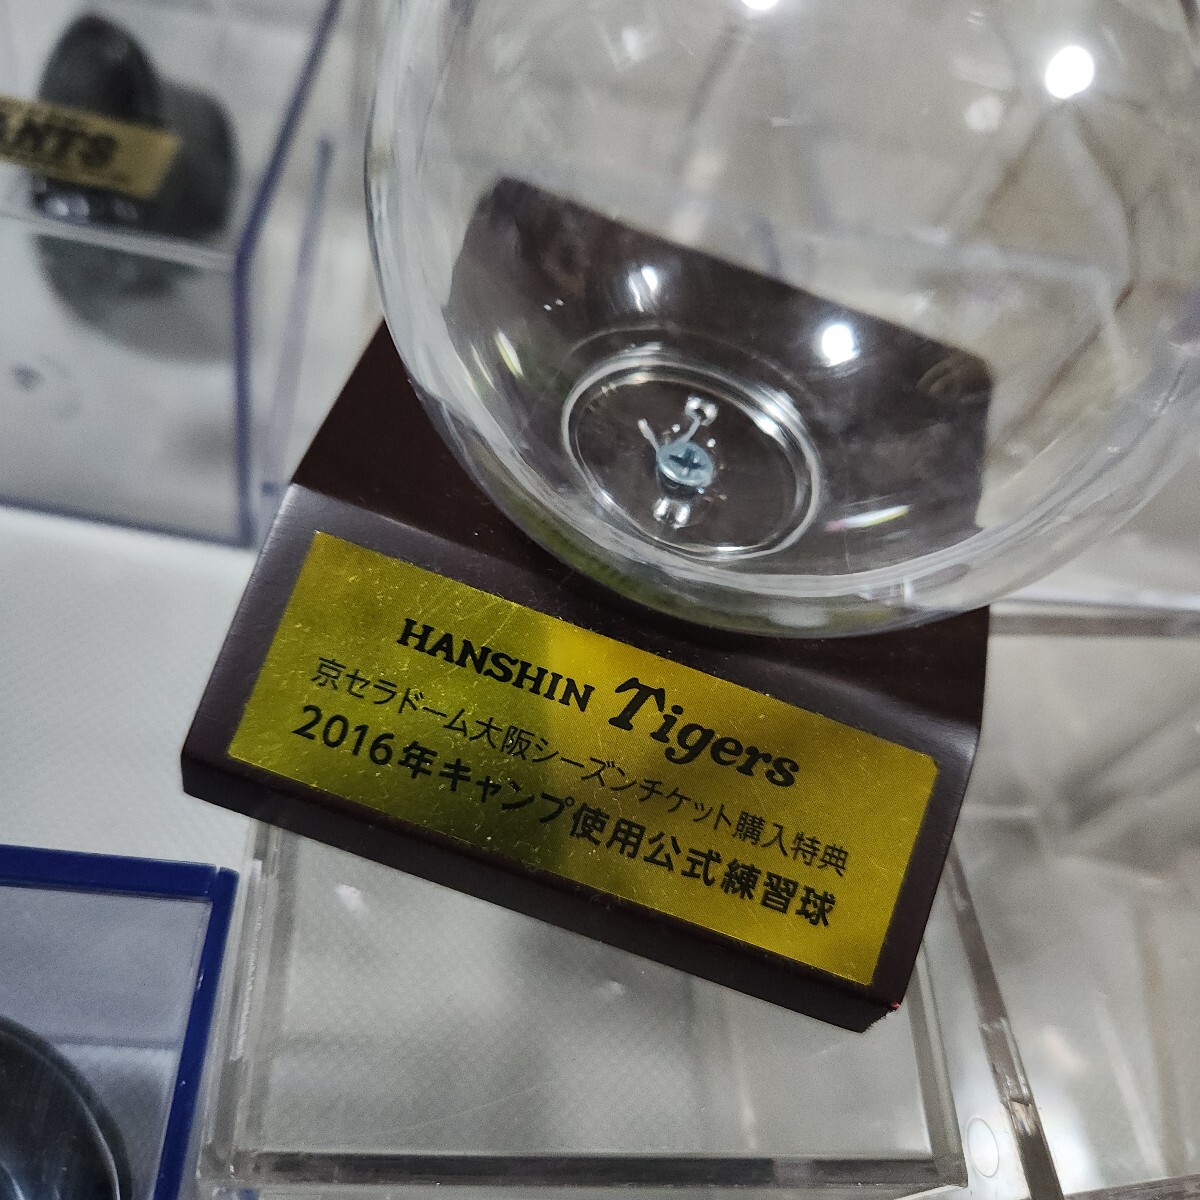 ANTS
HANSHIN Tigers
京セラドーム大阪シーズンチケット購入特典
2016年キャンプ使用公式練習球